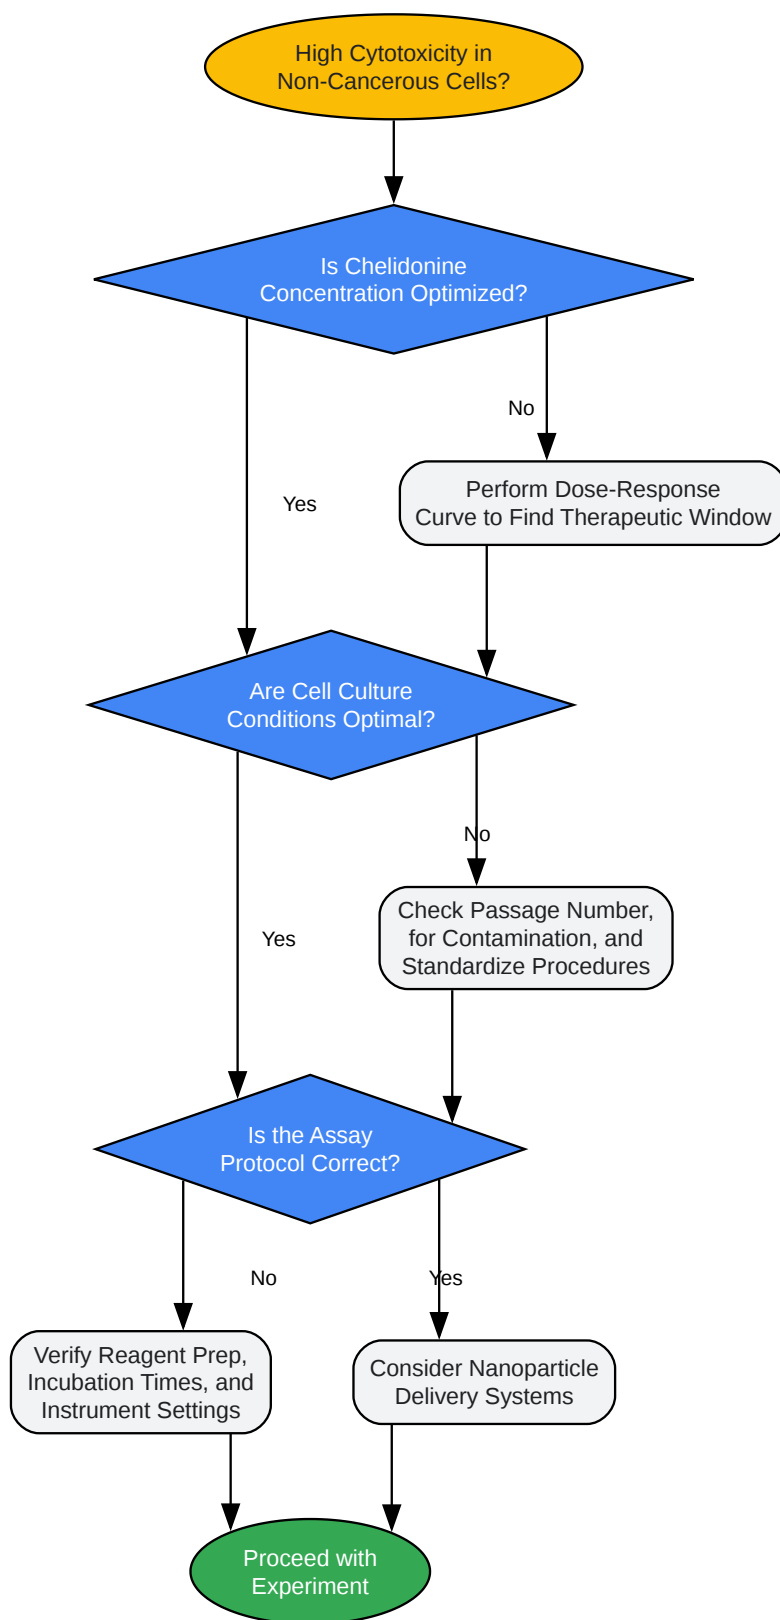 High Cytotoxicity in
Non-Cancerous Cells?
Is Chelidonine
Concentration Optimized?
No
Perform Dose-Response
Curve to Find Therapeutic Window
Yes
Are Cell Culture
Conditions Optimal?
No
Check Passage Number,
for Contamination, and
Standardize Procedures
Yes
Is the Assay
Protocol Correct?
No
Yes
Verify Reagent Prep,
Incubation Times, and
Instrument Settings
Consider Nanoparticle
Delivery Systems
Proceed with
Experiment